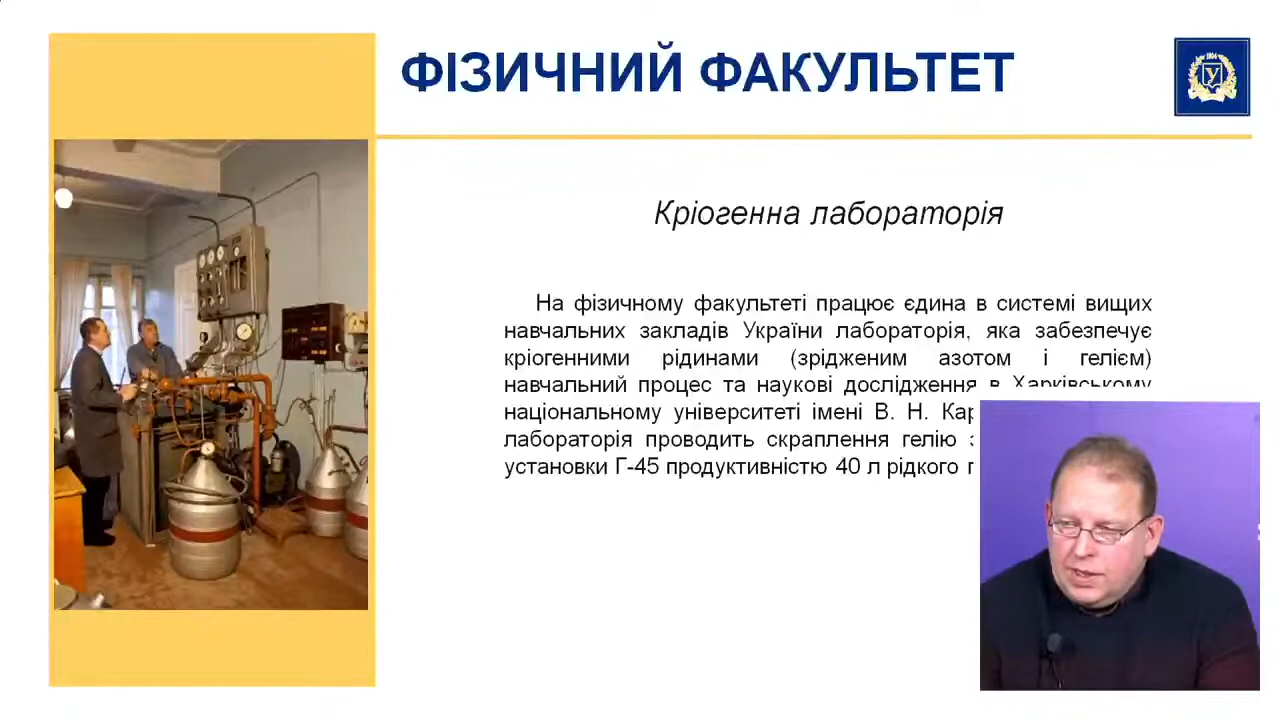 ФІЗИЧНИЙ ФАКУЛЬТЕТ
1804
У
Кріогенна лабораторія
На фізичному факультеті працює єдина в системі вищих
навчальних закладів України лабораторія, яка забезпечує
кріогенними рідинами (зрідженим азотом і гелієм)
навчальний процес та наукові дослідження в Харківському
національному університеті імені В. Н.
лабораторія проводить скраплення гелію
установки Г-45 продуктивністю 40 л рідкого